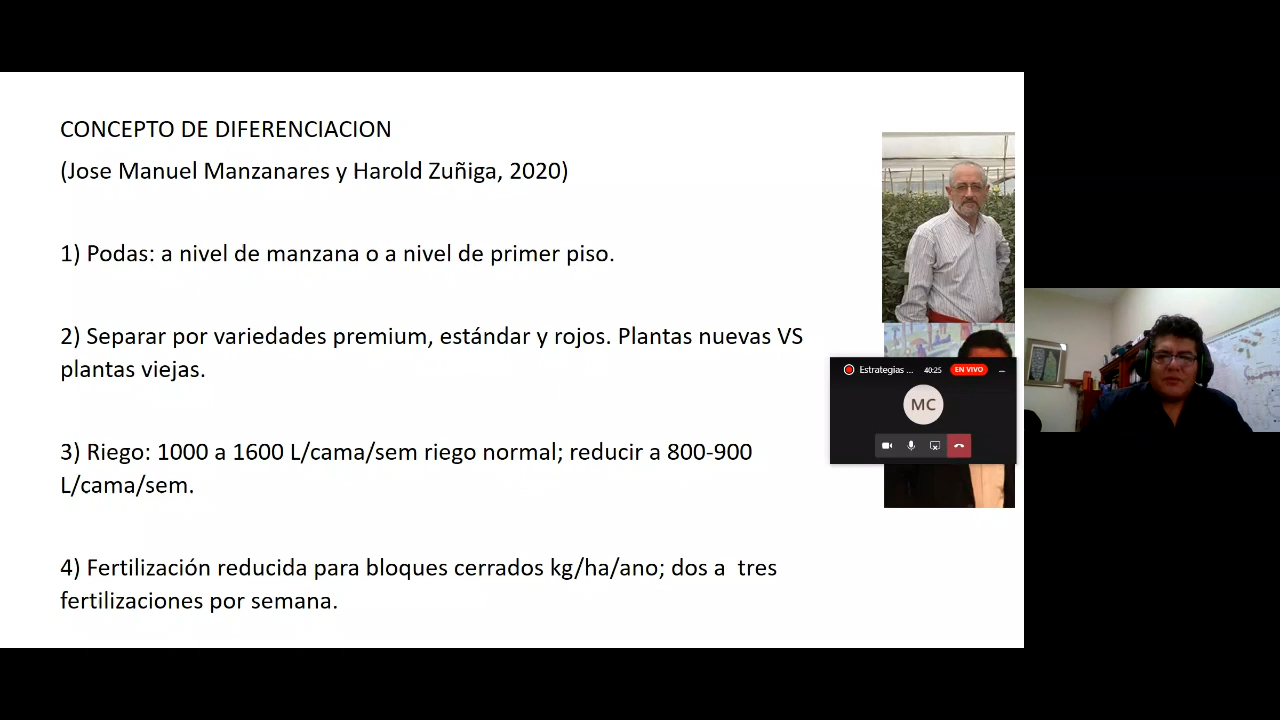 CONCEPTO DE DIFERENCIACION
(Jose Manuel Manzanares y Harold Zuñiga, 2020)
1) Podas: a nivel de manzana o a nivel de primer piso.
2) Separar por variedades premium, estándar y rojos. Plantas nuevas VS
plantas viejas.
3) Riego: 1000 a 1600 L/cama/sem riego normal; reducir a 800-900
L/cama/sem.
4) Fertilización reducida para bloques cerrados kg/ha/ano; dos a  tres
fertilizaciones por semana.
Estrategias ... 40:25 EN VIVO
MC